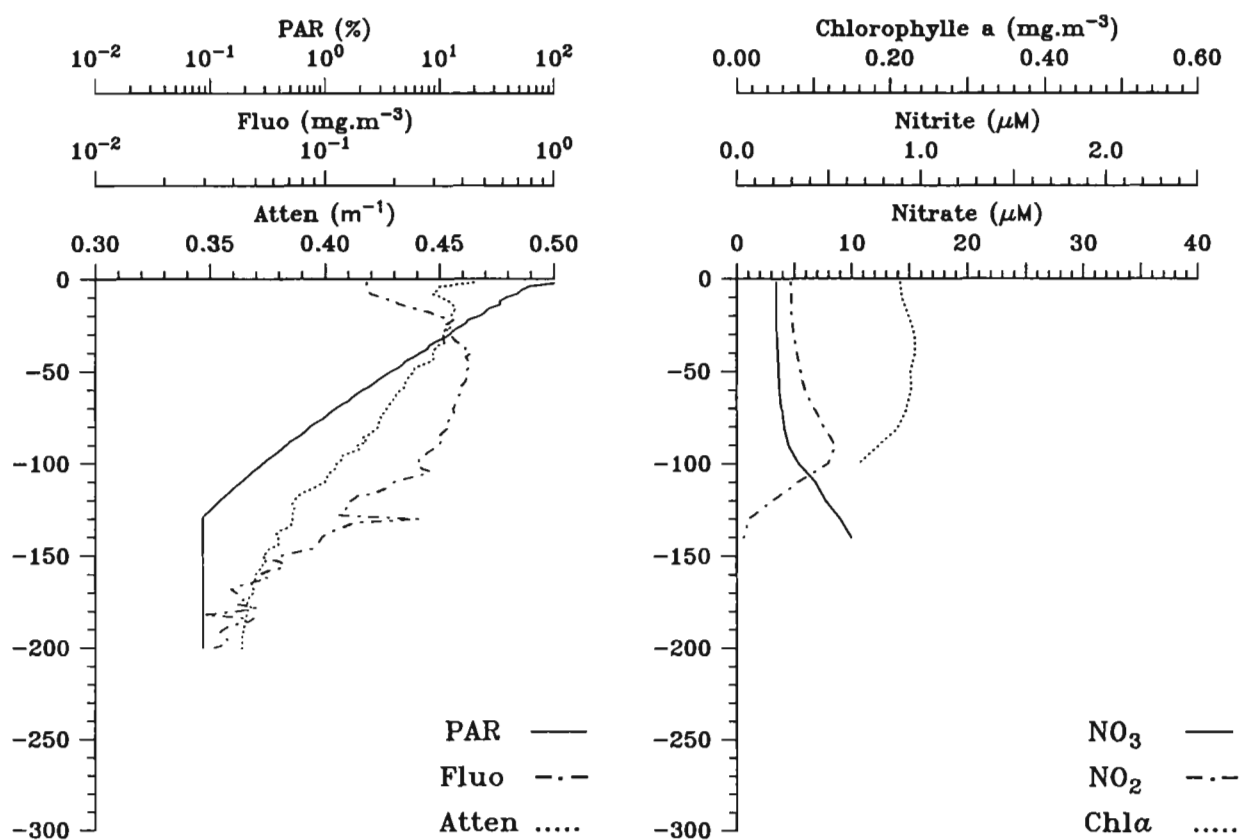 PAR (%)
10⁻² 10⁻¹ 10⁰ 10¹ 10²
Fluo (mg.m⁻³)
10⁻² 10⁻¹ 10⁰
Atten (m⁻¹)
0.30 0.35 0.40 0.45 0.50
0
-50
-100
-150
-200
-250
-300
PAR
Fluo
Atten
Chlorophylle a (mg.m⁻³)
0.00 0.20 0.40 0.60
Nitrite (μM)
0.0 1.0 2.0
Nitrate (μM)
0 10 20 30 40
0
-50
-100
-150
-200
-250
-300
NO₃
NO₂
Chla